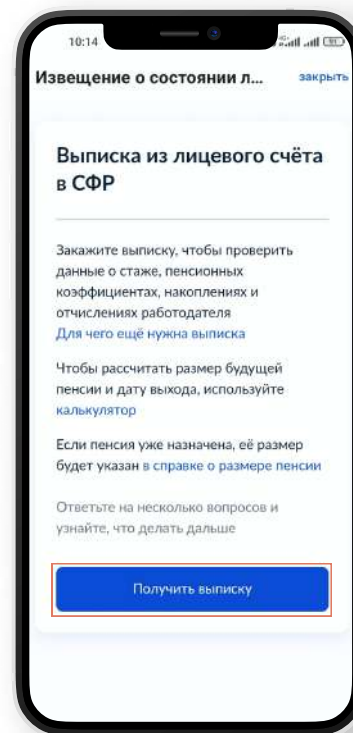 10:14
Извещение о состоянии л...
закрыть
Выписка из лицевого счёта
в СФР
Закажите выписку, чтобы проверить
данные о стаже, пенсионных
коэффициентах, накоплениях и
отчислениях работодателя
Для чего ещё нужна выписка
Чтобы рассчитать размер будущей
пенсии и дату выхода, используйте
калькулятор
Если пенсия уже назначена, её размер
будет указан в справке о размере пенсии
Ответьте на несколько вопросов и
узнайте, что делать дальше
Получить выписку